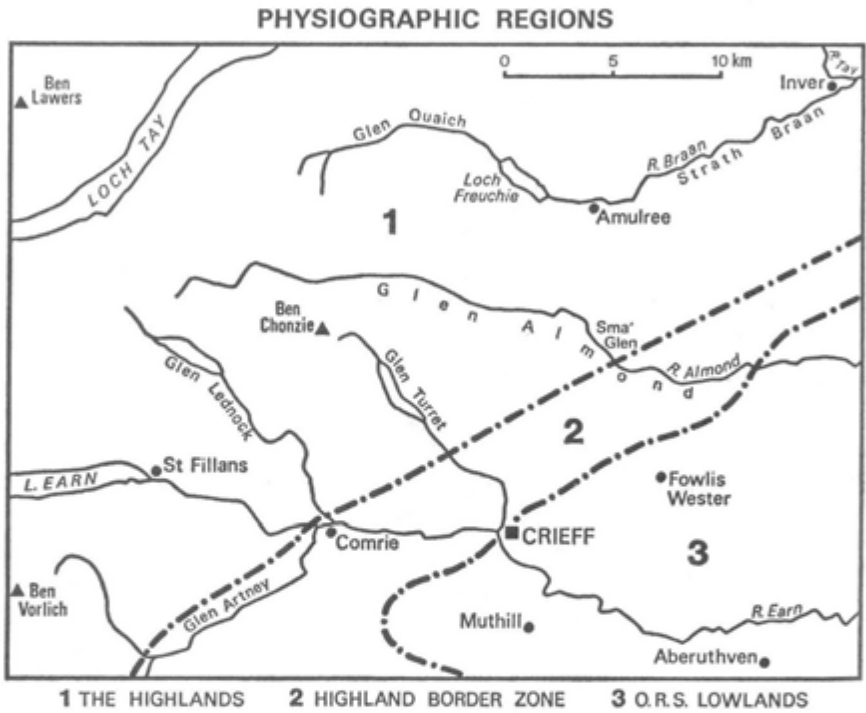 PHYSIOGRAPHIC REGIONS
0 5 10 km
R. Tay
Ben
Lawers
Inver
LOCH TAY
Glen Quaich
R. Braan
Strath Braan
Loch
Freuchie
Amulree
1
Glen Almond
Ben
Chonzie
Sma'
Glen
R. Almond
Glen Lednock
Glen Turret
2
St Fillans
L. EARN
Fowlis
Wester
Comrie
CRIEFF
3
Ben
Vorlich
Glen Artney
Muthill
R. Earn
Aberuthven
1 THE HIGHLANDS 2 HIGHLAND BORDER ZONE 3 O.R.S. LOWLANDS